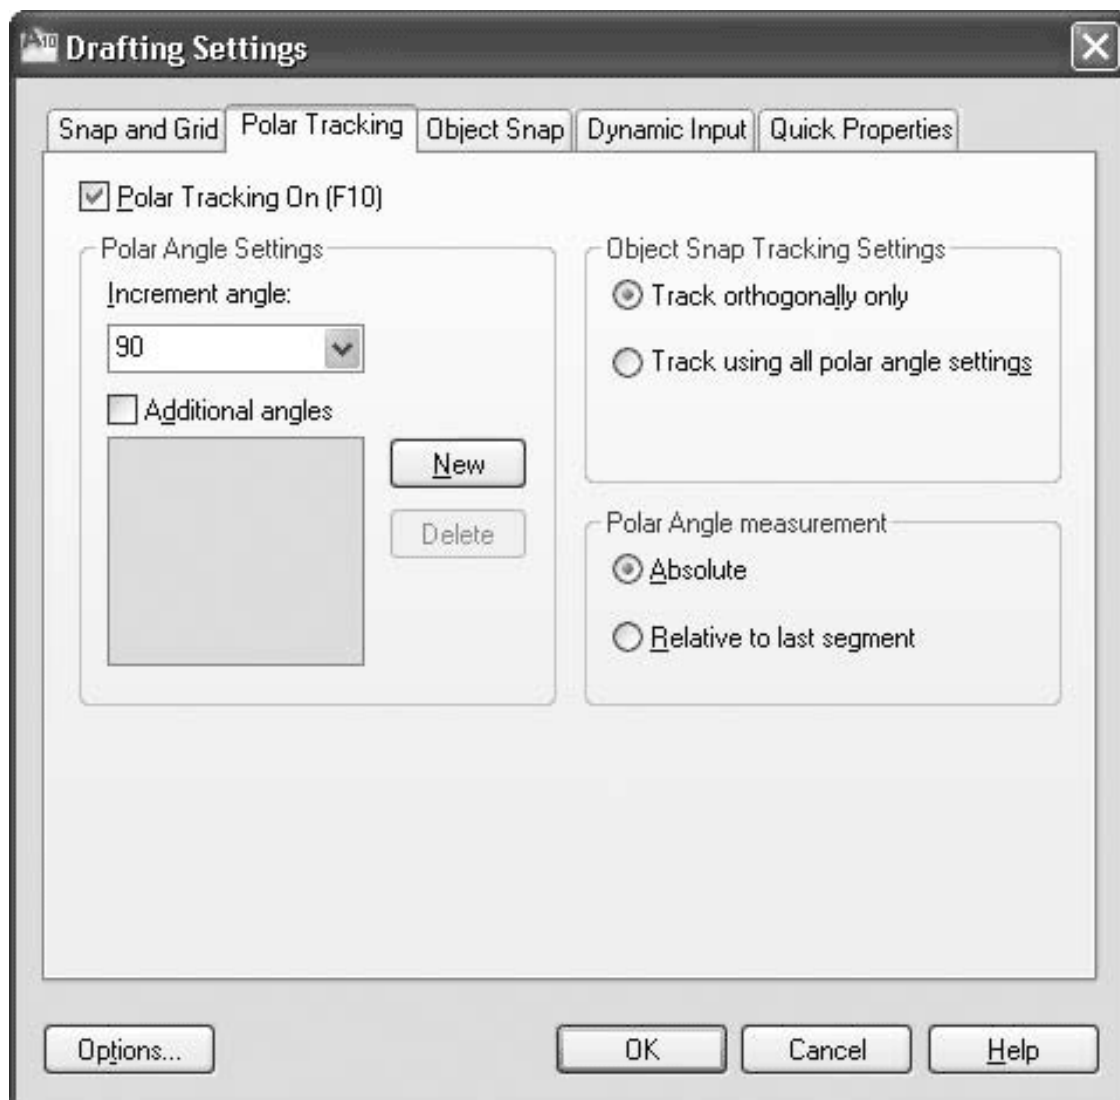 A10 Drafting Settings
Snap and Grid Polar Tracking Object Snap Dynamic Input Quick Properties
Polar Tracking On (F10)
Polar Angle Settings
Increment angle:
90
Additional angles
New
Delete
Object Snap Tracking Settings
Track orthogonally only
Track using all polar angle settings
Polar Angle measurement
Absolute
Relative to last segment
Options... OK Cancel Help